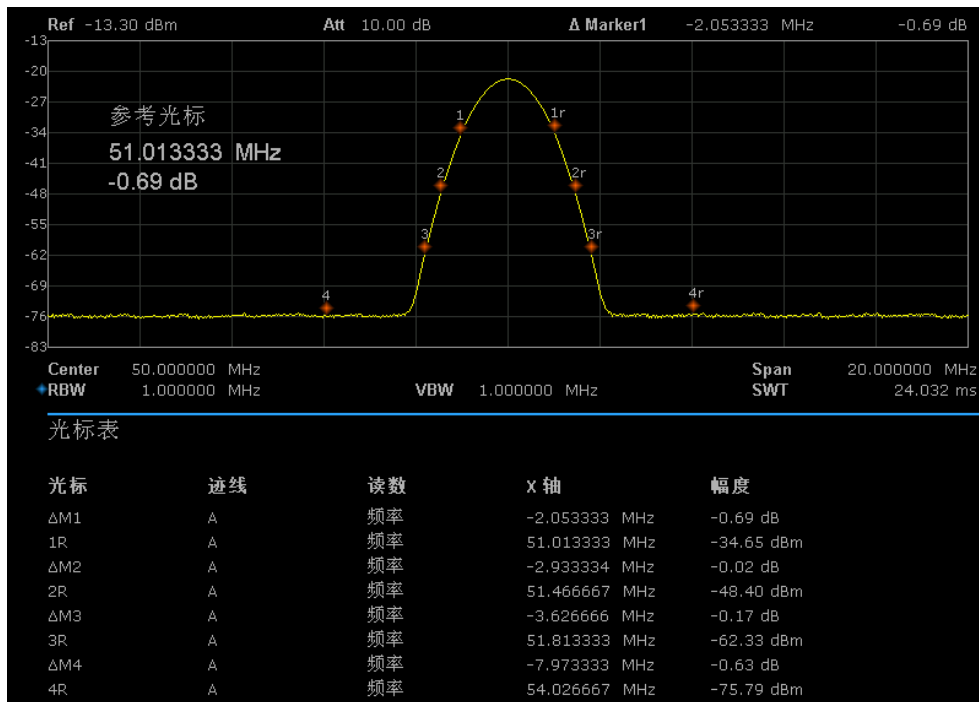 Ref -13.30 dBm Att 10.00 dB Δ Marker1 -2.053333 MHz -0.69 dB
-13
-20
-27
参考光标
1 1r
-34
51.013333 MHz
-41
-0.69 dB
2 2r
-48
-55
3 3r
-62
-69
4 4r
-76
-83
Center 50.000000 MHz Span 20.000000 MHz
RBW 1.000000 MHz VBW 1.000000 MHz SWT 24.032 ms
光标表
光标 迹线 读数 X 轴 幅度
ΔM1 A 频率 -2.053333 MHz -0.69 dB
1R A 频率 51.013333 MHz -34.65 dBm
ΔM2 A 频率 -2.933334 MHz -0.02 dB
2R A 频率 51.466667 MHz -48.40 dBm
ΔM3 A 频率 -3.626666 MHz -0.17 dB
3R A 频率 51.813333 MHz -62.33 dBm
ΔM4 A 频率 -7.973333 MHz -0.63 dB
4R A 频率 54.026667 MHz -75.79 dBm